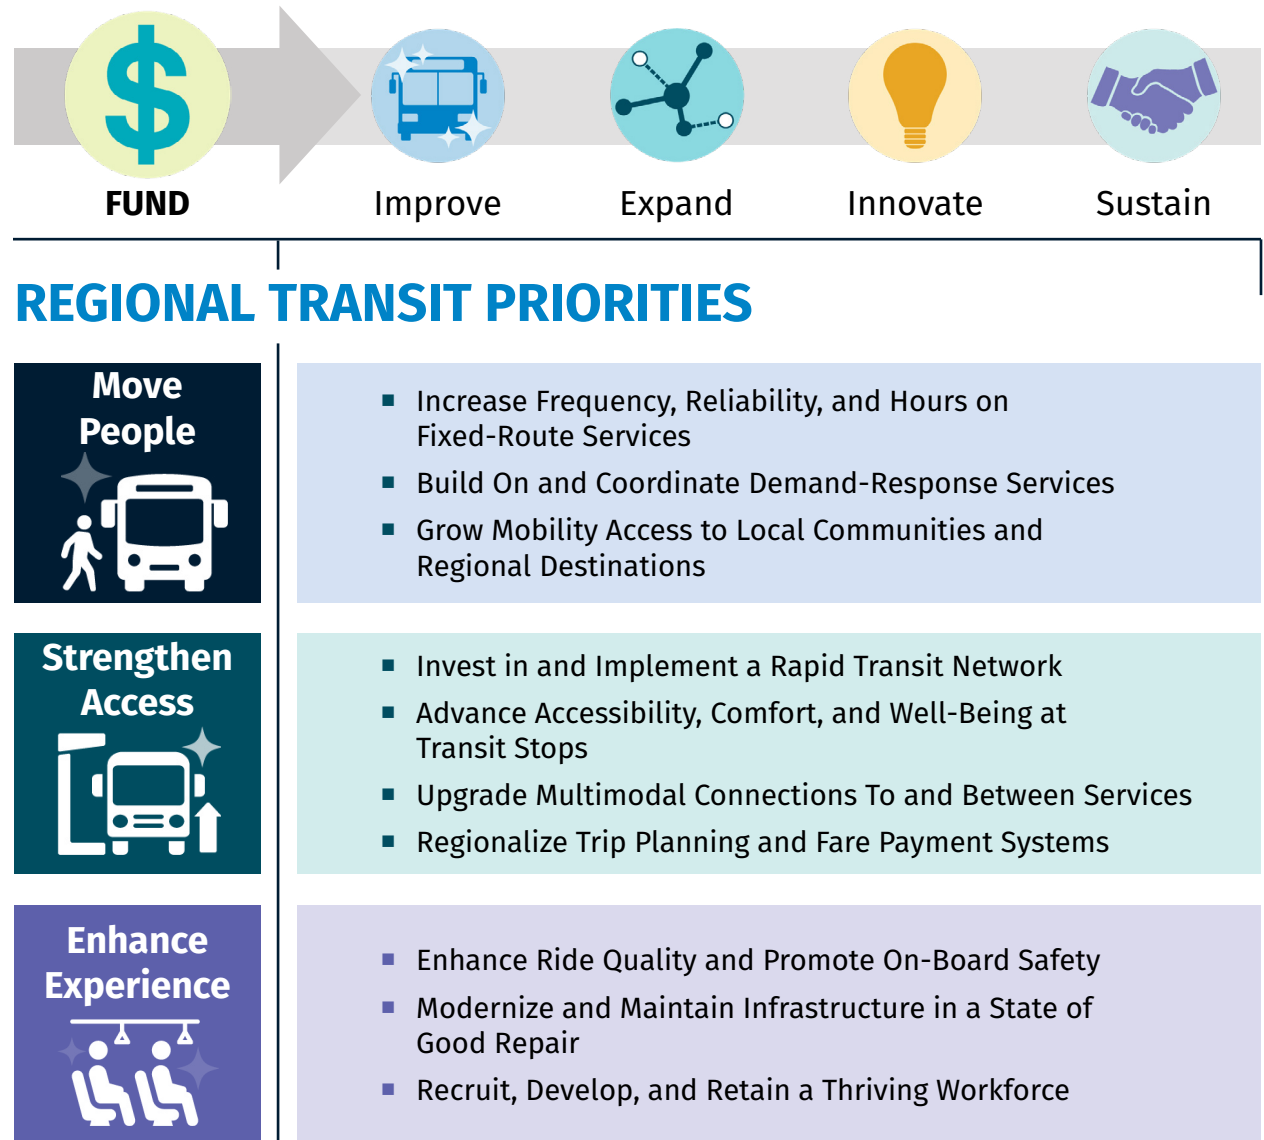 $
FUND
Improve
Expand
Innovate
Sustain
REGIONAL TRANSIT PRIORITIES
Move
People
▪ Increase Frequency, Reliability, and Hours on
Fixed-Route Services
▪ Build On and Coordinate Demand-Response Services
▪ Grow Mobility Access to Local Communities and
Regional Destinations
Strengthen
Access
▪ Invest in and Implement a Rapid Transit Network
▪ Advance Accessibility, Comfort, and Well-Being at
Transit Stops
▪ Upgrade Multimodal Connections To and Between Services
▪ Regionalize Trip Planning and Fare Payment Systems
Enhance
Experience
▪ Enhance Ride Quality and Promote On-Board Safety
▪ Modernize and Maintain Infrastructure in a State of
Good Repair
▪ Recruit, Develop, and Retain a Thriving Workforce